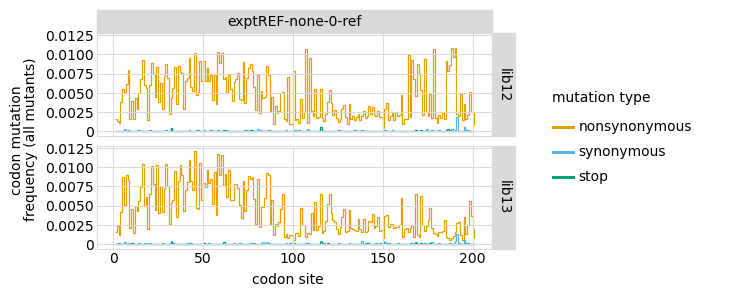 exptREF-none-0-ref
codon mutation
frequency (all mutants)
0.0125
0.0100
0.0075
0.0050
0.0025
0
lib12
0.0125
0.0100
0.0075
0.0050
0.0025
0
lib13
0 50 100 150 200
codon site
mutation type
nonsynonymous
synonymous
stop